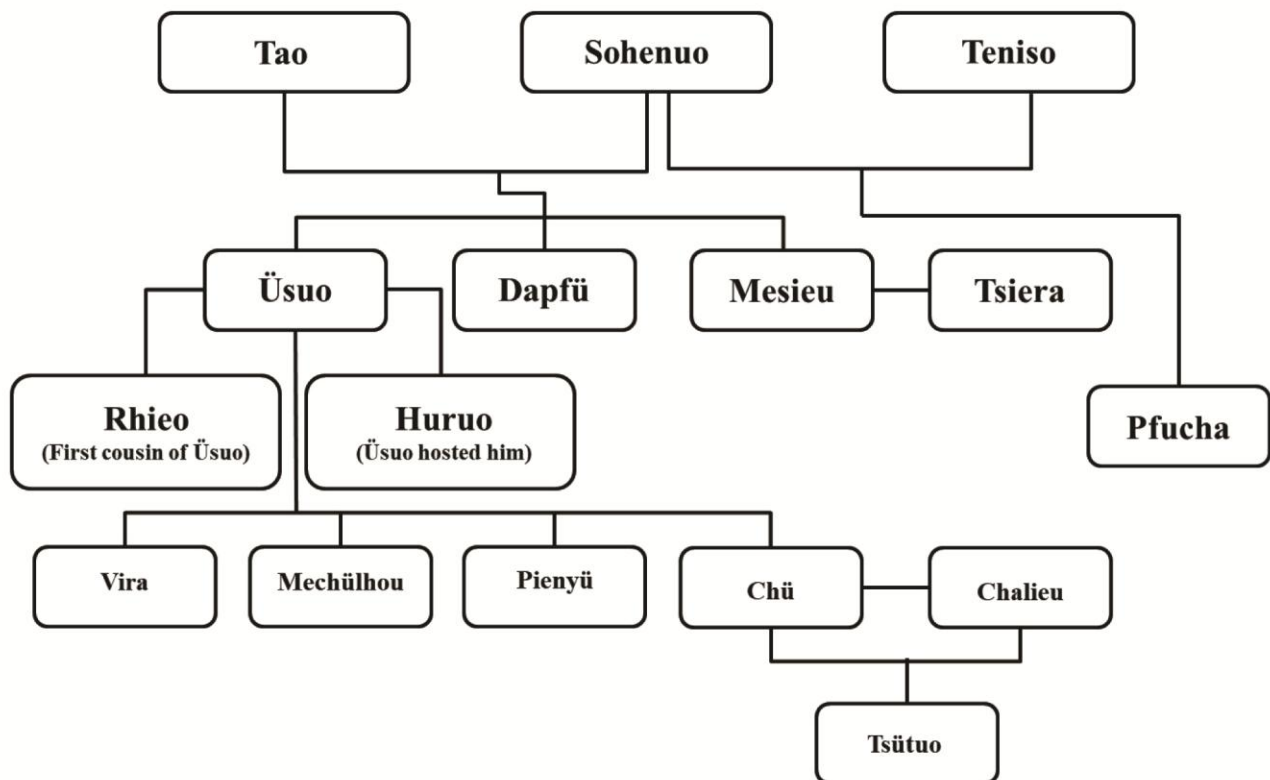 Tao
Sohenuo
Teniso
Üsuo
Dapfü
Mesieu
Tsiera
Rhieo
(First cousin of Üsuo)
Huruo
(Üsuo hosted him)
Pfucha
Vira
Mechülhou
Pienyü
Chü
Chalieu
Tsütuo